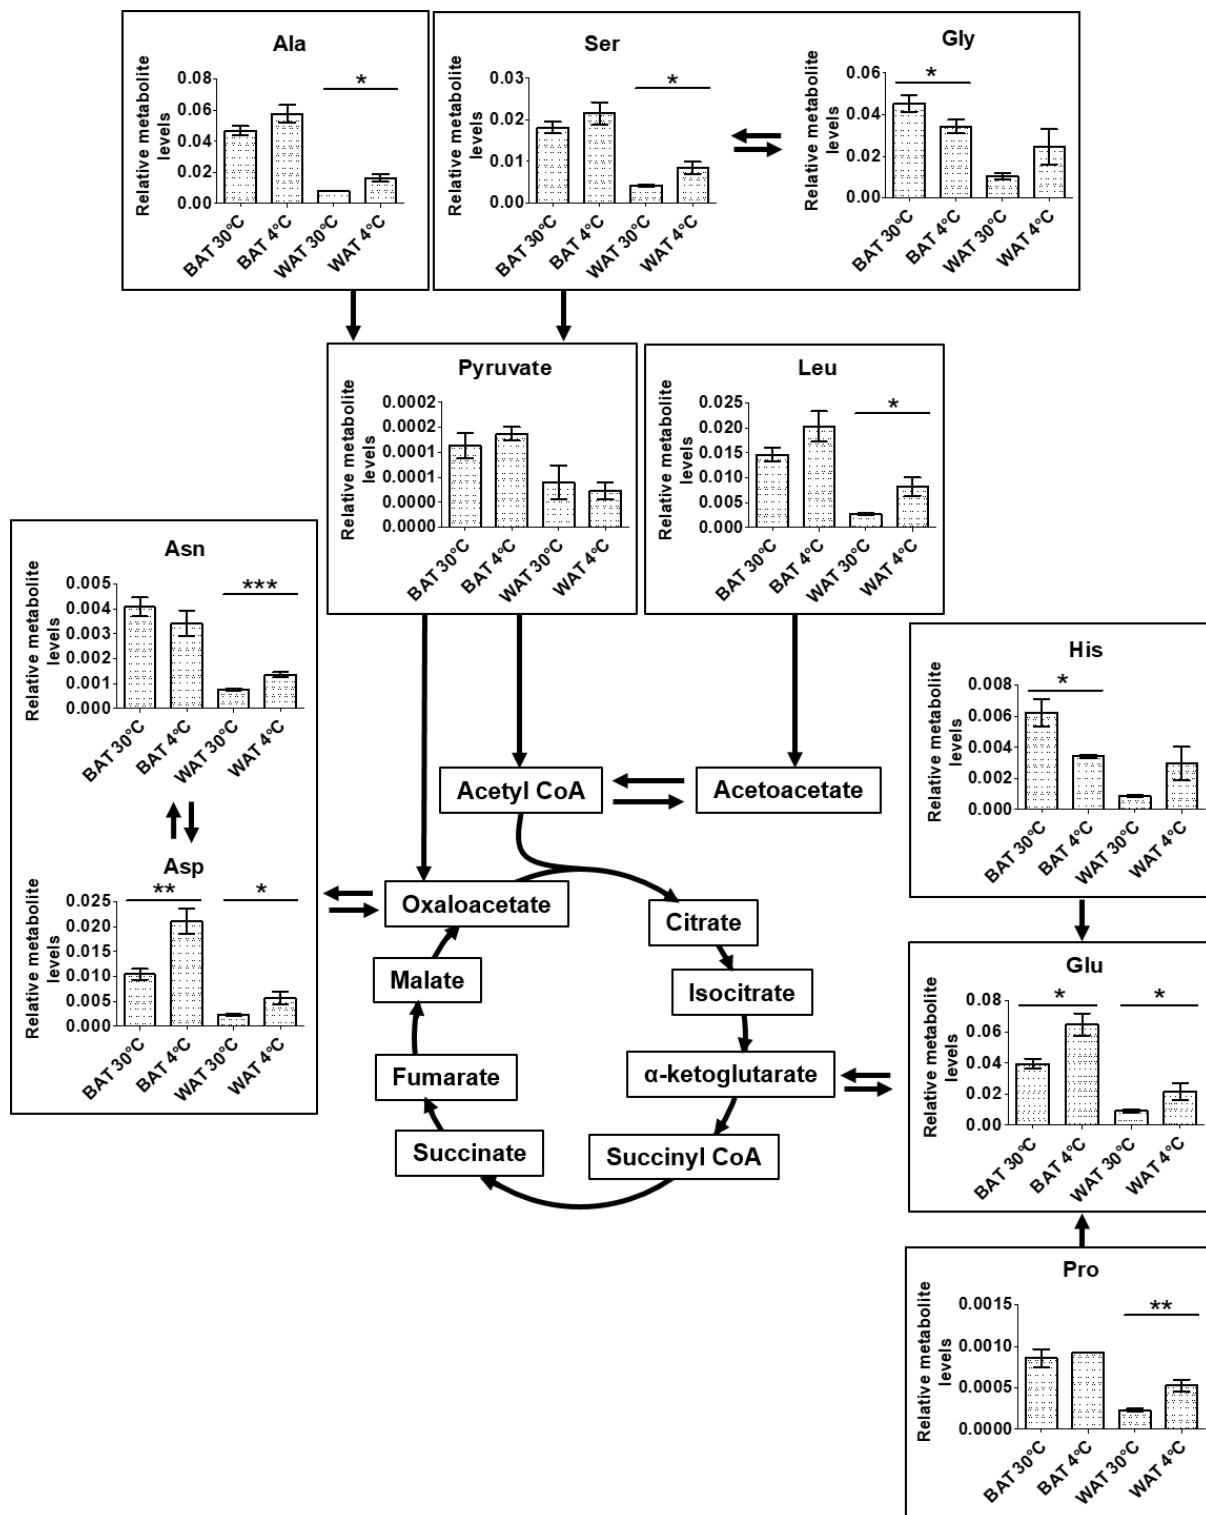 Ala
*
Relative metabolite
levels
0.08
0.06
0.04
0.02
0.00
BAT 30°C
BAT 4°C
WAT 30°C
WAT 4°C
Ser
*
Relative metabolite
levels
0.03
0.02
0.01
0.00
BAT 30°C
BAT 4°C
WAT 30°C
WAT 4°C
Gly
*
Relative metabolite
levels
0.06
0.04
0.02
0.00
BAT 30°C
BAT 4°C
WAT 30°C
WAT 4°C
Pyruvate
Relative metabolite
levels
0.0002
0.0002
0.0001
0.0001
0.0000
0.0000
BAT 30°C
BAT 4°C
WAT 30°C
WAT 4°C
Leu
*
Relative metabolite
levels
0.025
0.020
0.015
0.010
0.005
0.000
BAT 30°C
BAT 4°C
WAT 30°C
WAT 4°C
Asn
***
Relative metabolite
levels
0.005
0.004
0.003
0.002
0.001
0.000
BAT 30°C
BAT 4°C
WAT 30°C
WAT 4°C
Asp
**
*
Relative metabolite
levels
0.025
0.020
0.015
0.010
0.005
0.000
BAT 30°C
BAT 4°C
WAT 30°C
WAT 4°C
His
*
Relative metabolite
levels
0.008
0.006
0.004
0.002
0.000
BAT 30°C
BAT 4°C
WAT 30°C
WAT 4°C
Acetyl CoA
Acetoacetate
Oxaloacetate
Citrate
Malate
Isocitrate
Fumarate
α-ketoglutarate
Succinate
Succinyl CoA
Glu
*
*
Relative metabolite
levels
0.08
0.06
0.04
0.02
0.00
BAT 30°C
BAT 4°C
WAT 30°C
WAT 4°C
Pro
**
Relative metabolite
levels
0.0015
0.0010
0.0005
0.0000
BAT 30°C
BAT 4°C
WAT 30°C
WAT 4°C